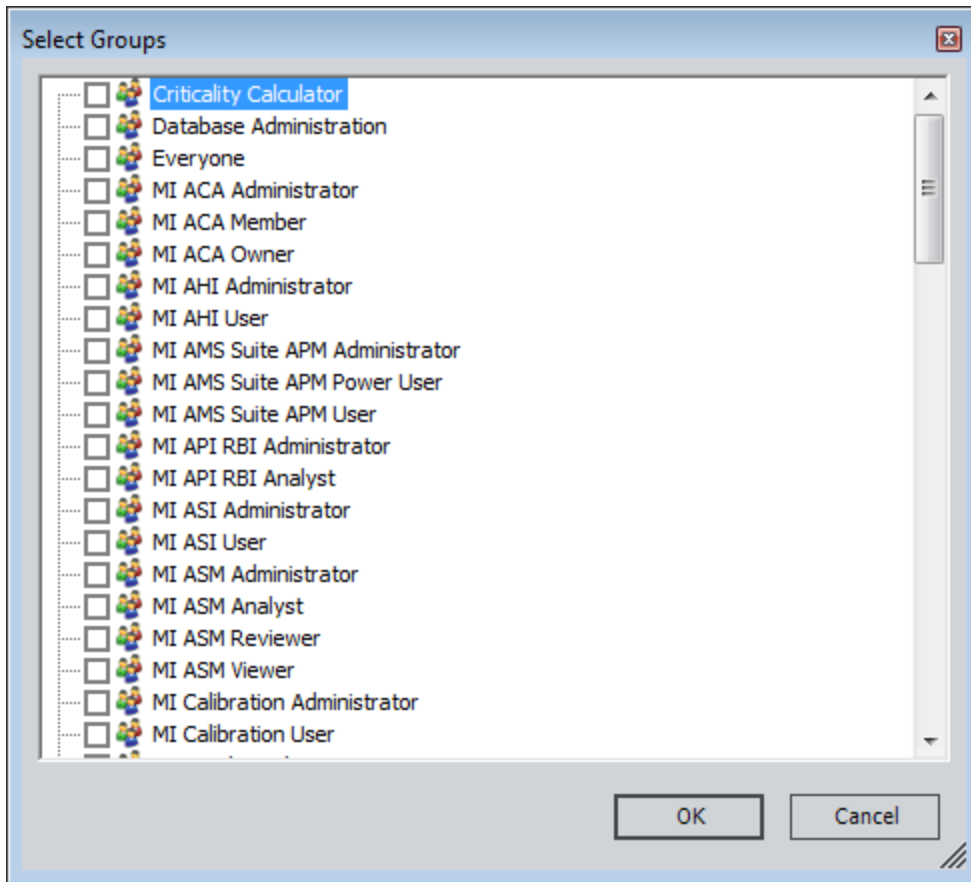 Select Groups
Criticality Calculator
Database Administration
Everyone
MI ACA Administrator
MI ACA Member
MI ACA Owner
MI AHI Administrator
MI AHI User
MI AMS Suite APM Administrator
MI AMS Suite APM Power User
MI AMS Suite APM User
MI API RBI Administrator
MI API RBI Analyst
MI ASI Administrator
MI ASI User
MI ASM Administrator
MI ASM Analyst
MI ASM Reviewer
MI ASM Viewer
MI Calibration Administrator
MI Calibration User
OK Cancel